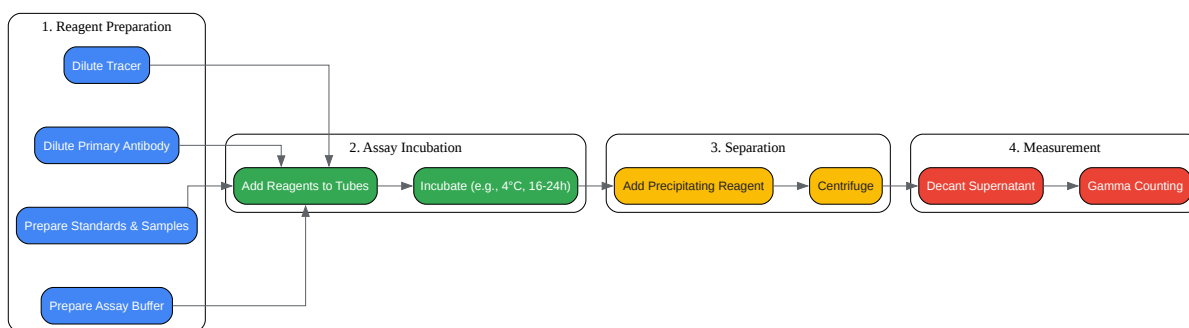 1. Reagent Preparation
Dilute Tracer
Dilute Primary Antibody
Prepare Standards & Samples
Prepare Assay Buffer
2. Assay Incubation
Add Reagents to Tubes
Incubate (e.g., 4°C, 16-24h)
3. Separation
Add Precipitating Reagent
Centrifuge
4. Measurement
Decant Supernatant
Gamma Counting